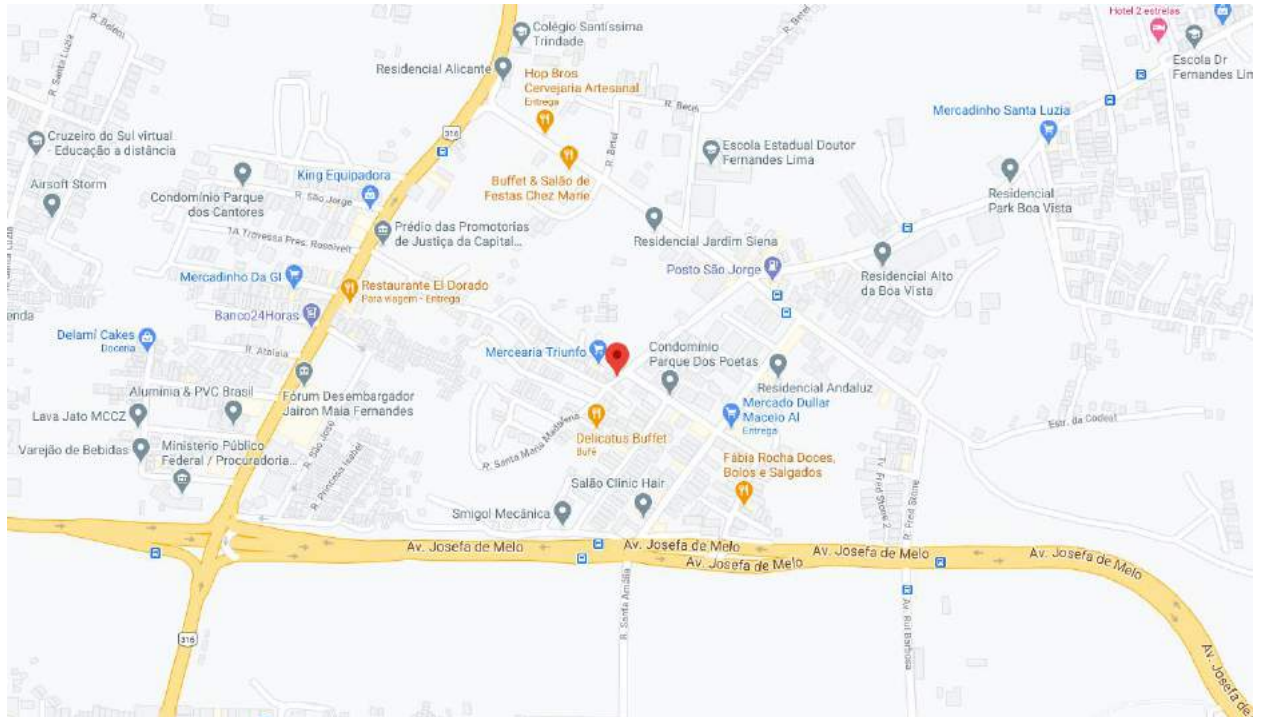 R. Belém
R. Santa Luzia
Colégio Santíssima
Trindade
Residencial Alicante
Hop Bros
Cervejaria Artesanal
Entrega
R. Betel
R. Betel
R. Betel
Hotel 2 estrelas
Escola Dr
Fernandes Lim
Mercadinho Santa Luzia
Cruzeiro do Sul virtual
- Educação a distância
316
Airsoft Storm
King Equipadora
Condomínio Parque
dos Cantores
R. São Jorge
Buffet & Salão de
Festas Chez Marie
Escola Estadual Doutor
Fernandes Lima
Residencial
Park Boa Vista
Prédio das Promotorias
de Justiça da Capital...
1A Travessa Pres. Roosivelt
Residencial Jardim Siena
Mercadinho Da GI
Restaurante El Dorado
Para viagem - Entrega
Posto São Jorge
Residencial Alto
da Boa Vista
enda
Banco24Horas
Delamí Cakes
Doceria
R. Atalaia
Mercearia Triunfo
Condomínio
Parque Dos Poetas
Aluminia & PVC Brasil
Fórum Desembargador
Jairon Maia Fernandes
Residencial Andaluz
Lava Jato MCCZ
Mercado Dullar
Maceio Al
Entrega
Estr. da Codeal
Varejão de Bebidas
Ministerio Público
Federal / Procuradoria...
R. São José
R. Princesa Isabel
R. Santa Maria Madalena
Delicatus Buffet
Bufê
Fábia Rocha Doces,
Bolos e Salgados
Salão Clinic Hair
Smigol Mecânica
Tv. Fred Stone 2
R. Fred Stone
Av. Josefa de Melo
Av. Josefa de Melo
Av. Josefa de Melo
Av. Josefa de Melo
Av. Josefa de Melo
R. Santa Amália
Av. Rui Barbosa
316
Av. Josefa de Me